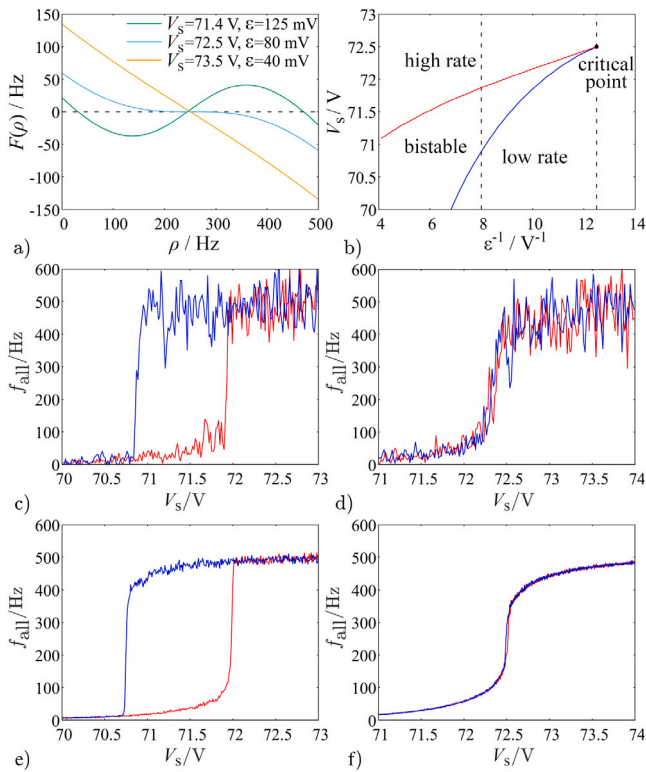 V_s=71.4 V, ε=125 mV
V_s=72.5 V, ε=80 mV
V_s=73.5 V, ε=40 mV
150
100
50
0
-50
-100
-150
F(ρ) / Hz
0 100 200 300 400 500
a) ρ / Hz
73
72.5
72
71.5
71
70.5
70
V_s / V
high rate
critical
point
bistable
low rate
4 6 8 10 12 14
b) ε⁻¹ / V⁻¹
600
500
400
300
200
100
0
f_all/Hz
70 70.5 71 71.5 72 72.5 73
c) V_s/V
600
500
400
300
200
100
0
f_all/Hz
71 71.5 72 72.5 73 73.5 74
d) V_s/V
600
500
400
300
200
100
0
f_all/Hz
70 70.5 71 71.5 72 72.5 73
e) V_s/V
600
500
400
300
200
100
0
f_all/Hz
71 71.5 72 72.5 73 73.5 74
f) V_s/V